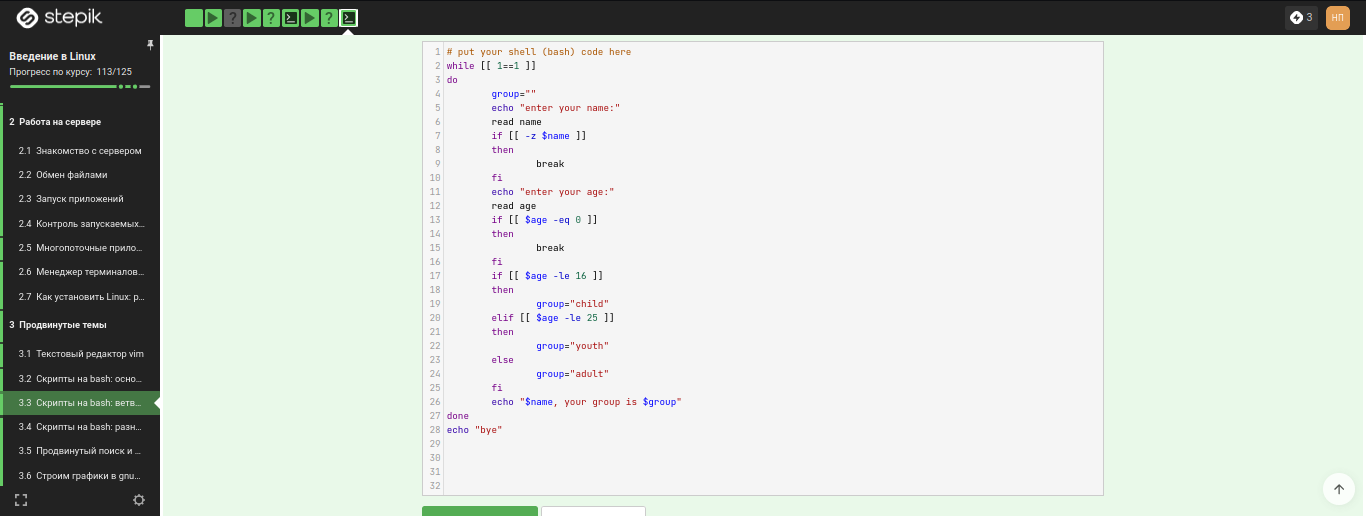 stepik
3
НП
Введение в Linux
Прогресс по курсу: 113/125
2 Работа на сервере
2.1 Знакомство с сервером
2.2 Обмен файлами
2.3 Запуск приложений
2.4 Контроль запускаемых...
2.5 Многопоточные прило...
2.6 Менеджер терминалов...
2.7 Как установить Linux: р...
3 Продвинутые темы
3.1 Текстовый редактор vim
3.2 Скрипты на bash: осно...
3.3 Скрипты на bash: ветв...
3.4 Скрипты на bash: разн...
3.5 Продвинутый поиск и ...
3.6 Строим графики в gnu...
1 # put your shell (bash) code here
2 while [[ 1==1 ]]
3 do
4 group=""
5 echo "enter your name:"
6 read name
7 if [[ -z $name ]]
8 then
9 break
10 fi
11 echo "enter your age:"
12 read age
13 if [[ $age -eq 0 ]]
14 then
15 break
16 fi
17 if [[ $age -le 16 ]]
18 then
19 group="child"
20 elif [[ $age -le 25 ]]
21 then
22 group="youth"
23 else
24 group="adult"
25 fi
26 echo "$name, your group is $group"
27 done
28 echo "bye"
29
30
31
32